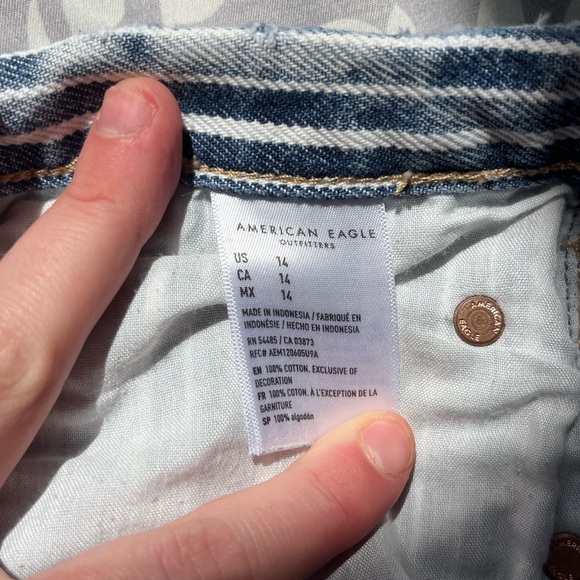 AMERICAN EAGLE
OUTFITTERS
US 14
CA 14
MX 14
MADE IN INDONESIA / FABRIQUÉ EN
INDONÉSIE / HECHO EN INDONESIA
RN 54485 / CA 03873
RFC# AEM120605U9A
EN 100% COTTON. EXCLUSIVE OF
DECORATION
FR 100% COTON. À L'EXCEPTION DE LA
GARNITURE
SP 100% algodón
AMERICAN
EAGLE